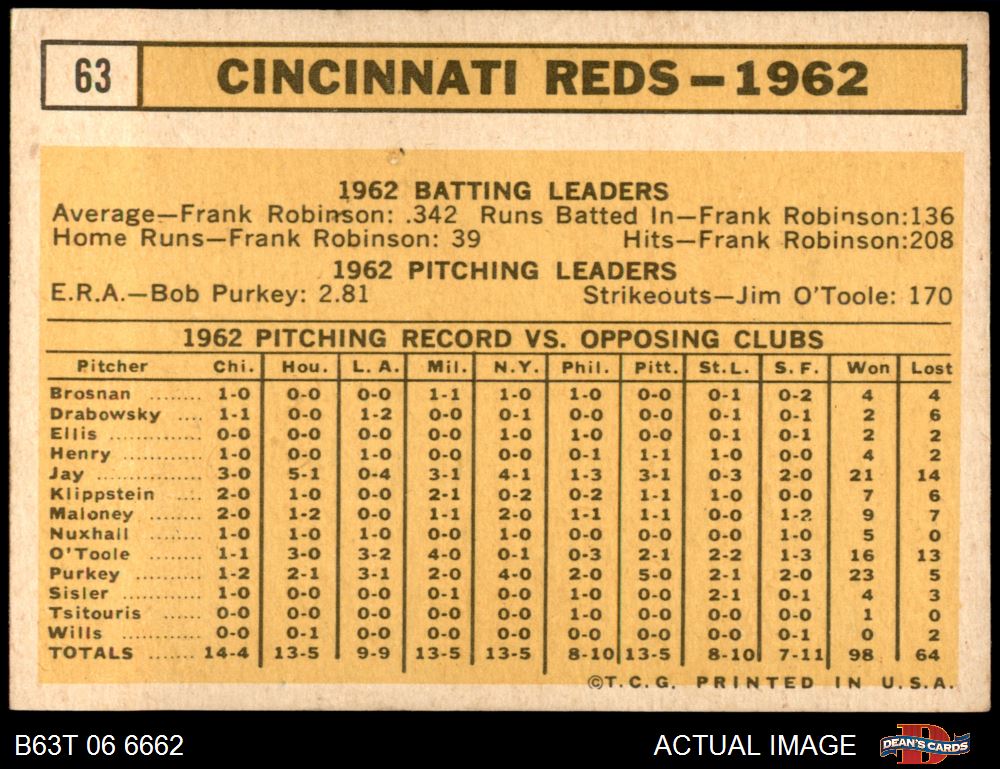 63 CINCINNATI REDS—1962
1962 BATTING LEADERS
Average—Frank Robinson: .342 Runs Batted In—Frank Robinson:136
Home Runs—Frank Robinson: 39 Hits—Frank Robinson:208
1962 PITCHING LEADERS
E.R.A.—Bob Purkey: 2.81 Strikeouts—Jim O'Toole: 170
1962 PITCHING RECORD VS. OPPOSING CLUBS
Pitcher Chi. Hou. L. A. Mil. N.Y. Phil. Pitt. St.L. S. F. Won Lost
Brosnan ........ 1-0 0-0 0-0 1-1 1-0 1-0 0-0 0-1 0-2 4 4
Drabowsky ...... 1-1 0-0 1-2 0-0 0-1 0-0 0-0 0-1 0-1 2 6
Ellis .............. 0-0 0-0 0-0 0-0 1-0 1-0 0-0 0-1 0-1 2 2
Henry .......... 1-0 0-0 1-0 0-0 0-0 0-1 1-1 1-0 0-0 4 2
Jay .............. 3-0 5-1 0-4 3-1 4-1 1-3 3-1 0-3 2-0 21 14
Klippstein .... 2-0 1-0 0-0 2-1 0-2 0-2 1-1 1-0 0-0 7 6
Maloney ........ 2-0 1-2 0-0 1-1 2-0 1-1 1-1 0-0 1-2 9 7
Nuxhall ........ 1-0 1-0 1-0 0-0 1-0 0-0 0-0 0-0 1-0 5 0
O'Toole ........ 1-1 3-0 3-2 4-0 0-1 0-3 2-1 2-2 1-3 16 13
Purkey .......... 1-2 2-1 3-1 2-0 4-0 2-0 5-0 2-1 2-0 23 5
Sisler ............ 1-0 0-0 0-0 0-1 0-0 1-0 0-0 2-1 0-1 4 3
Tsitouris ...... 0-0 0-0 0-0 0-0 0-0 1-0 0-0 0-0 0-0 1 0
Wills ............ 0-0 0-1 0-0 0-0 0-0 0-0 0-0 0-0 0-1 0 2
TOTALS ....... 14-4 13-5 9-9 13-5 13-5 8-10 13-5 8-10 7-11 98 64
©T.C.G. PRINTED IN U.S.A.
B63T 06 6662 ACTUAL IMAGE DEAN'S CARDS